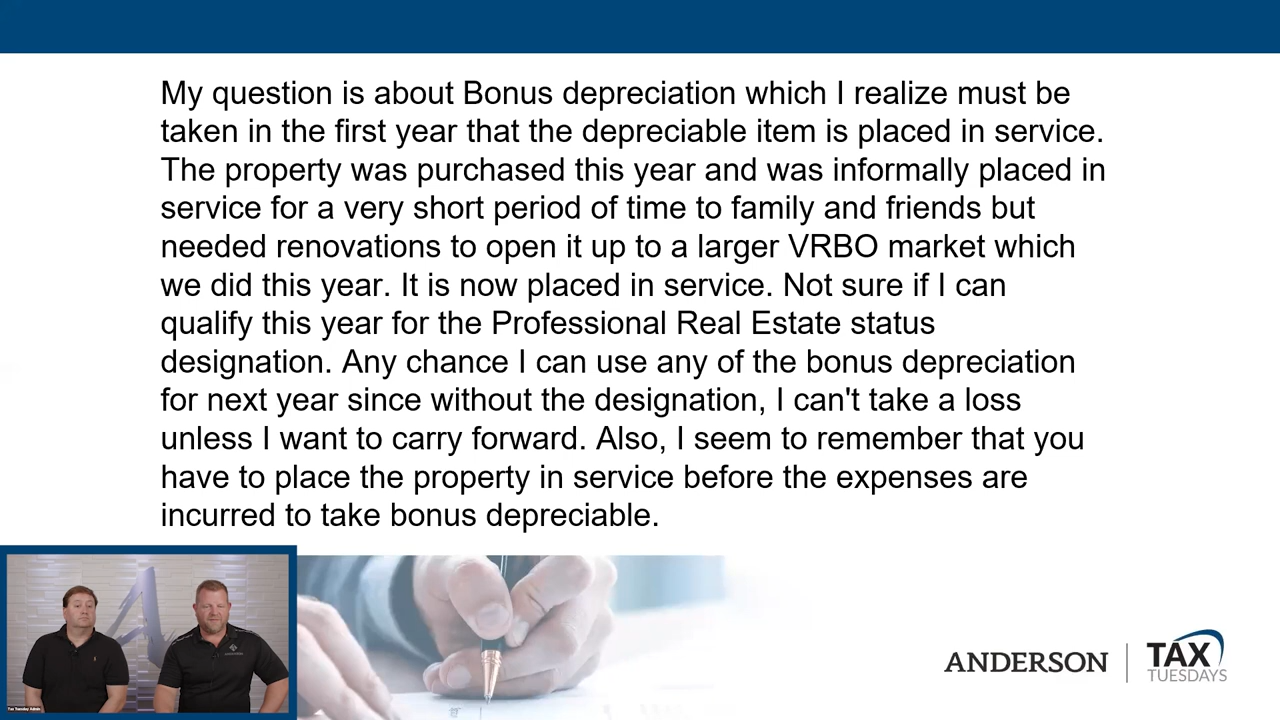 My question is about Bonus depreciation which I realize must be
taken in the first year that the depreciable item is placed in service.
The property was purchased this year and was informally placed in
service for a very short period of time to family and friends but
needed renovations to open it up to a larger VRBO market which
we did this year. It is now placed in service. Not sure if I can
qualify this year for the Professional Real Estate status
designation. Any chance I can use any of the bonus depreciation
for next year since without the designation, I can't take a loss
unless I want to carry forward. Also, I seem to remember that you
have to place the property in service before the expenses are
incurred to take bonus depreciable.
Tax Tuesday Admin
ANDERSON
TAX
TUESDAYS